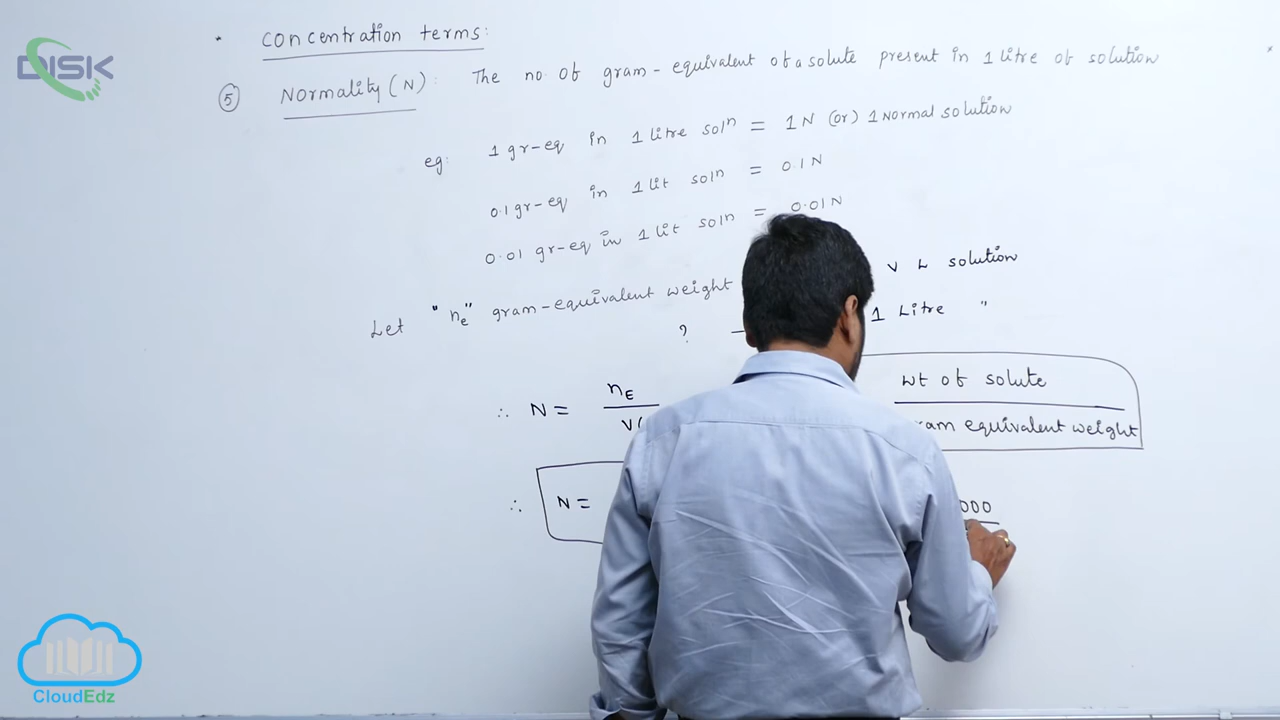 DISK
* Concentration terms:
⑤ Normality (N): The no. of gram-equivalent of a solute present in 1 litre of solution
eg: 1 gr-eq in 1 litre solⁿ = 1 N (or) 1 Normal solution
0.1 gr-eq in 1 lit solⁿ = 0.1 N
0.01 gr-eq in 1 lit solⁿ = 0.01 N
Let "nₑ" gram-equivalent weight V L solution
? — 1 Litre "
∴ N = n_E / V( wt of solute / ram equivalent weight
∴ N = 000
CloudEdz